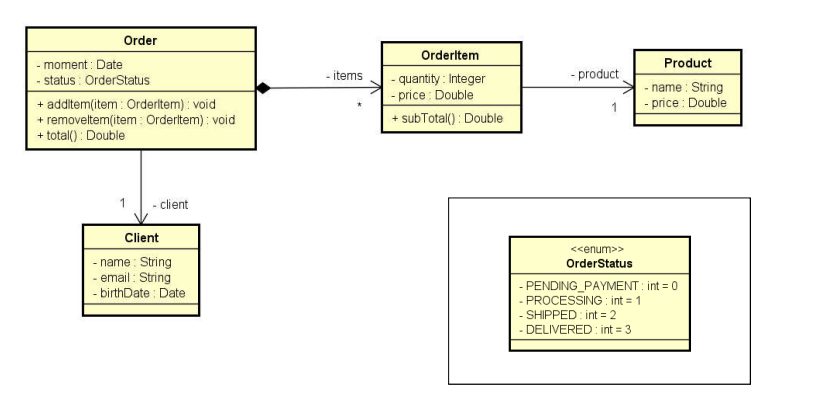 Order
- moment : Date
- status : OrderStatus
+ addItem(item : OrderItem) : void
+ removeItem(item : OrderItem) : void
+ total() : Double
- items
*
OrderItem
- quantity : Integer
- price : Double
+ subTotal() : Double
- product
1
Product
- name : String
- price : Double
1
- client
Client
- name : String
- email : String
- birthDate : Date
<<enum>>
OrderStatus
- PENDING_PAYMENT : int = 0
- PROCESSING : int = 1
- SHIPPED : int = 2
- DELIVERED : int = 3